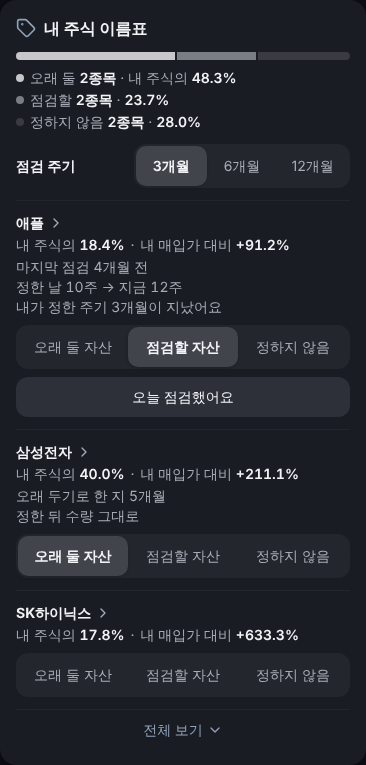 내 주식 이름표
오래 둘 2종목 · 내 주식의 48.3%
점검할 2종목 · 23.7%
정하지 않음 2종목 · 28.0%
점검 주기 3개월 6개월 12개월
애플 >
내 주식의 18.4% · 내 매입가 대비 +91.2%
마지막 점검 4개월 전
정한 날 10주 → 지금 12주
내가 정한 주기 3개월이 지났어요
오래 둘 자산 점검할 자산 정하지 않음
오늘 점검했어요
삼성전자 >
내 주식의 40.0% · 내 매입가 대비 +211.1%
오래 두기로 한 지 5개월
정한 뒤 수량 그대로
오래 둘 자산 점검할 자산 정하지 않음
SK하이닉스 >
내 주식의 17.8% · 내 매입가 대비 +633.3%
오래 둘 자산 점검할 자산 정하지 않음
전체 보기